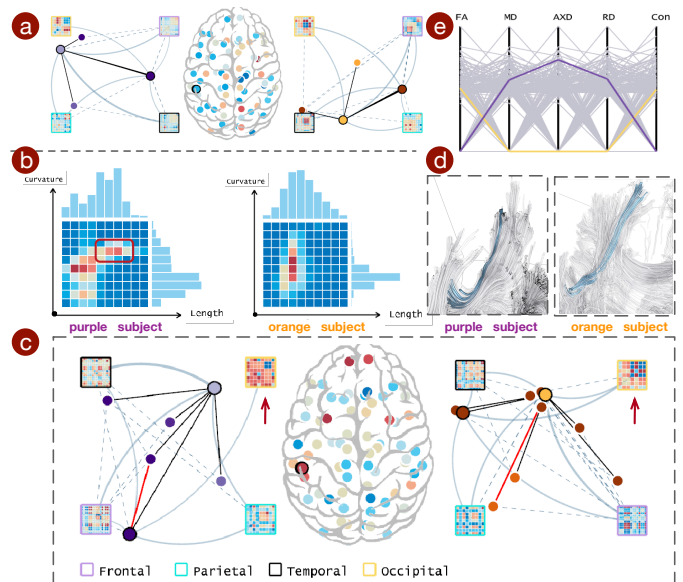 a
e
FA MD AXD RD Con
b
Curvature
Length
purple subject
Curvature
Length
orange subject
d
purple subject
orange subject
c
Frontal
Parietal
Temporal
Occipital